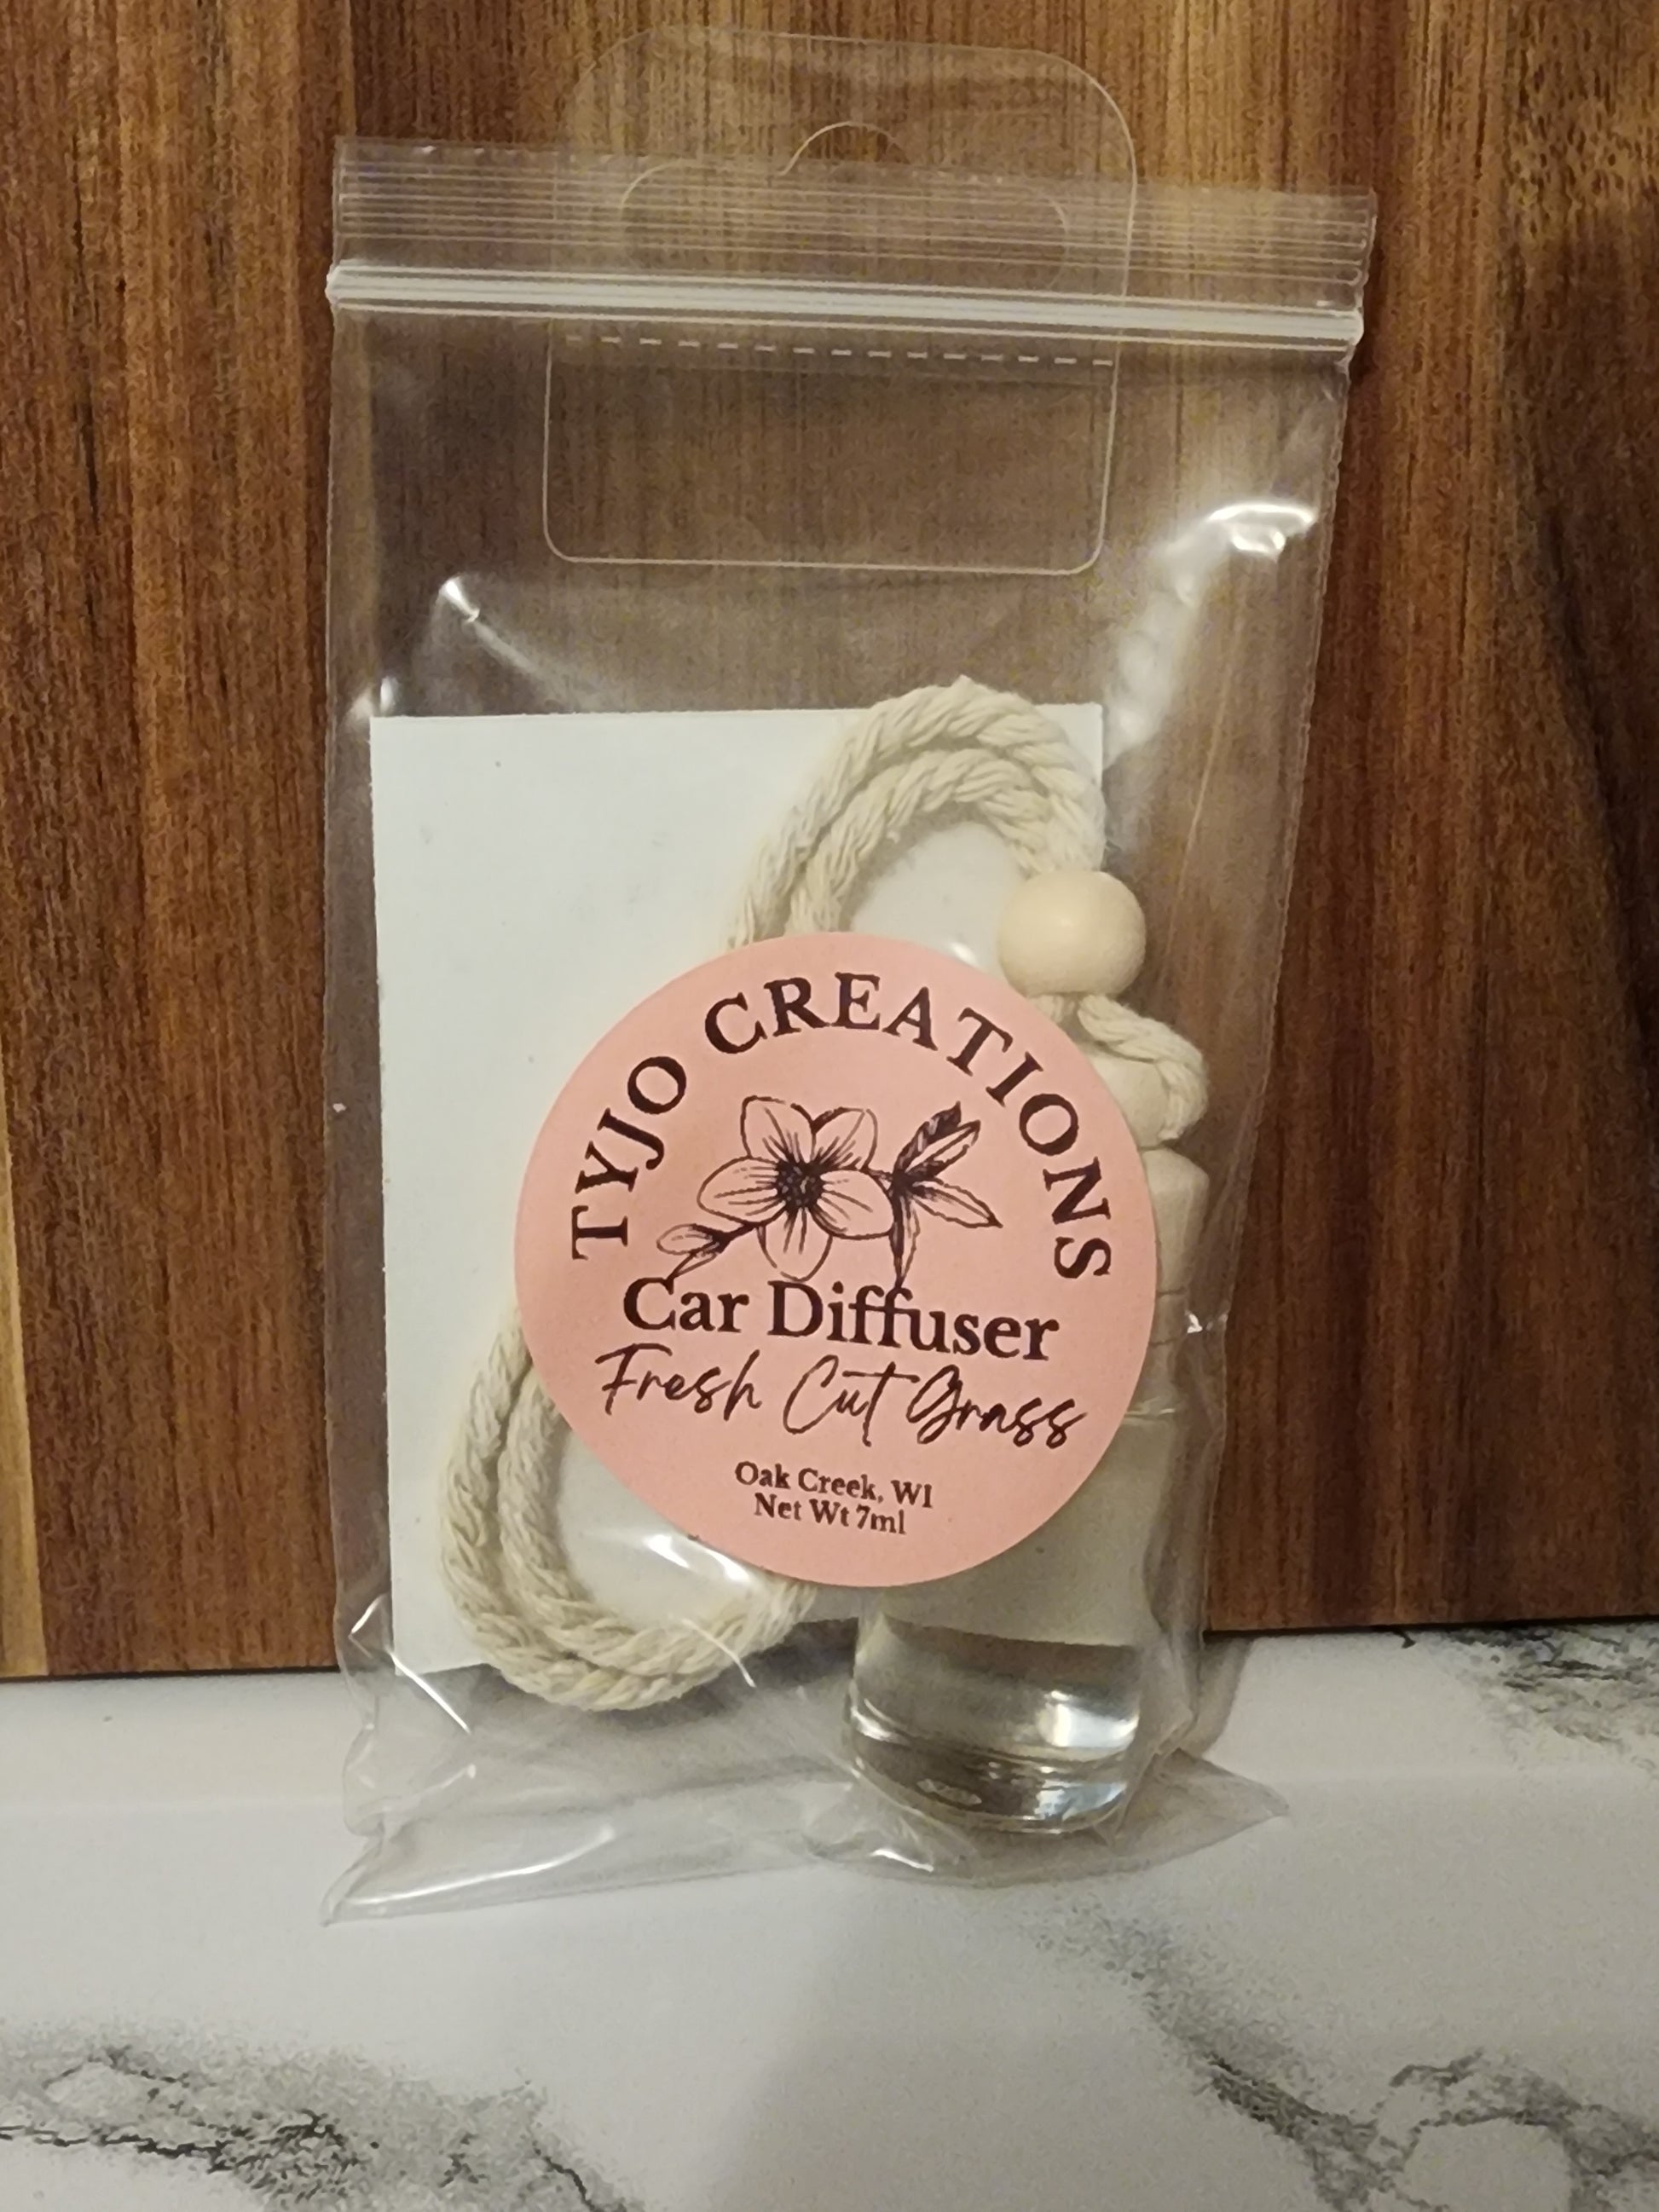 TYJO CREATIONS
Car Diffuser
Fresh Cut Grass
Oak Creek, WI
Net Wt 7ml